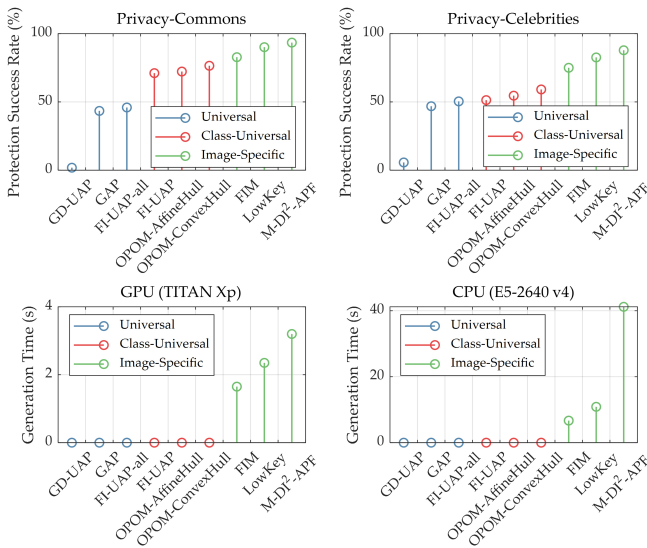 Privacy-Commons
Protection Success Rate (%)
100
50
0
Universal
Class-Universal
Image-Specific
GD-UAP
GAP
FI-UAP-all
FI-UAP
OPOM-AffineHull
OPOM-ConvexHull
FIM
LowKey
M-DI²-APF
Privacy-Celebrities
Protection Success Rate (%)
100
50
0
Universal
Class-Universal
Image-Specific
GD-UAP
GAP
FI-UAP-all
FI-UAP
OPOM-AffineHull
OPOM-ConvexHull
FIM
LowKey
M-DI²-APF
GPU (TITAN Xp)
Generation Time (s)
4
2
0
Universal
Class-Universal
Image-Specific
GD-UAP
GAP
FI-UAP-all
FI-UAP
OPOM-AffineHull
OPOM-ConvexHull
FIM
LowKey
M-DI²-APF
CPU (E5-2640 v4)
Generation Time (s)
40
20
0
Universal
Class-Universal
Image-Specific
GD-UAP
GAP
FI-UAP-all
FI-UAP
OPOM-AffineHull
OPOM-ConvexHull
FIM
LowKey
M-DI²-APF